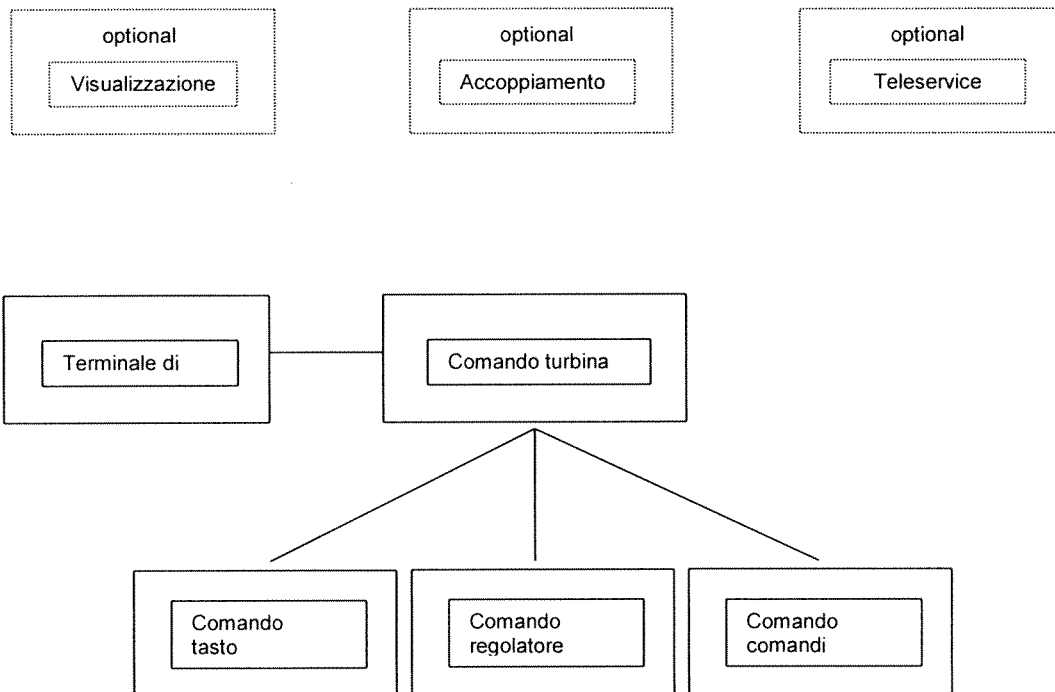 optional
Visualizzazione
optional
Accoppiamento
optional
Teleservice
Terminale di
Comando turbina
Comando
tasto
Comando
regolatore
Comando
comandi